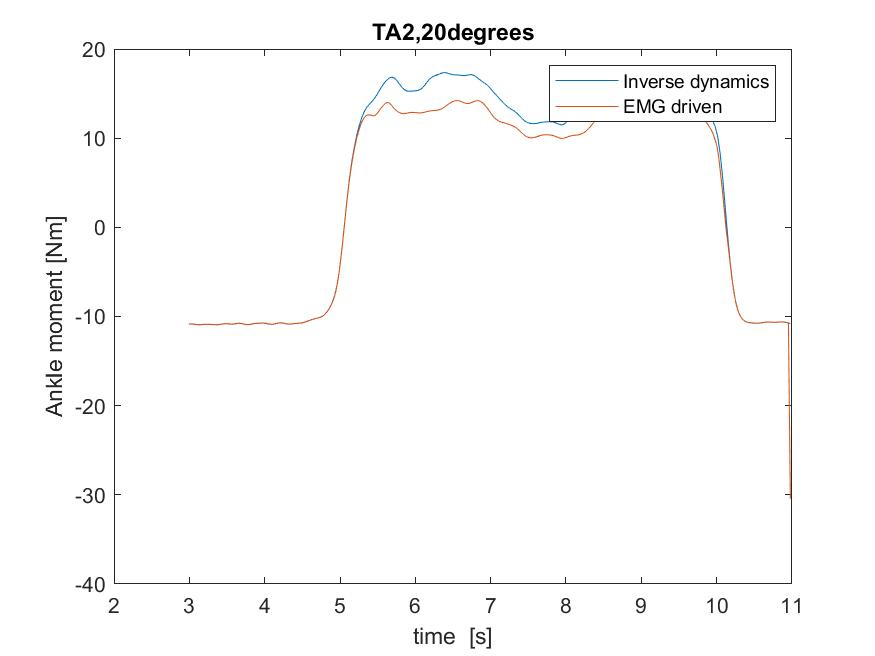 TA2,20degrees
20
10
0
-10
-20
-30
-40
Ankle moment [Nm]
Inverse dynamics
EMG driven
2 3 4 5 6 7 8 9 10 11
time [s]